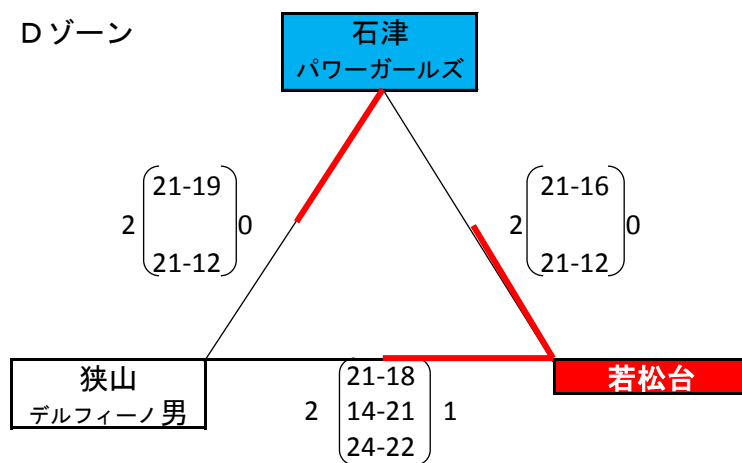 Dゾーン
石津
パワーガールズ
21-19
2 0
21-12
21-16
2 0
21-12
狭山
デルフィーノ男
若松台
21-18
2 14-21 1
24-22